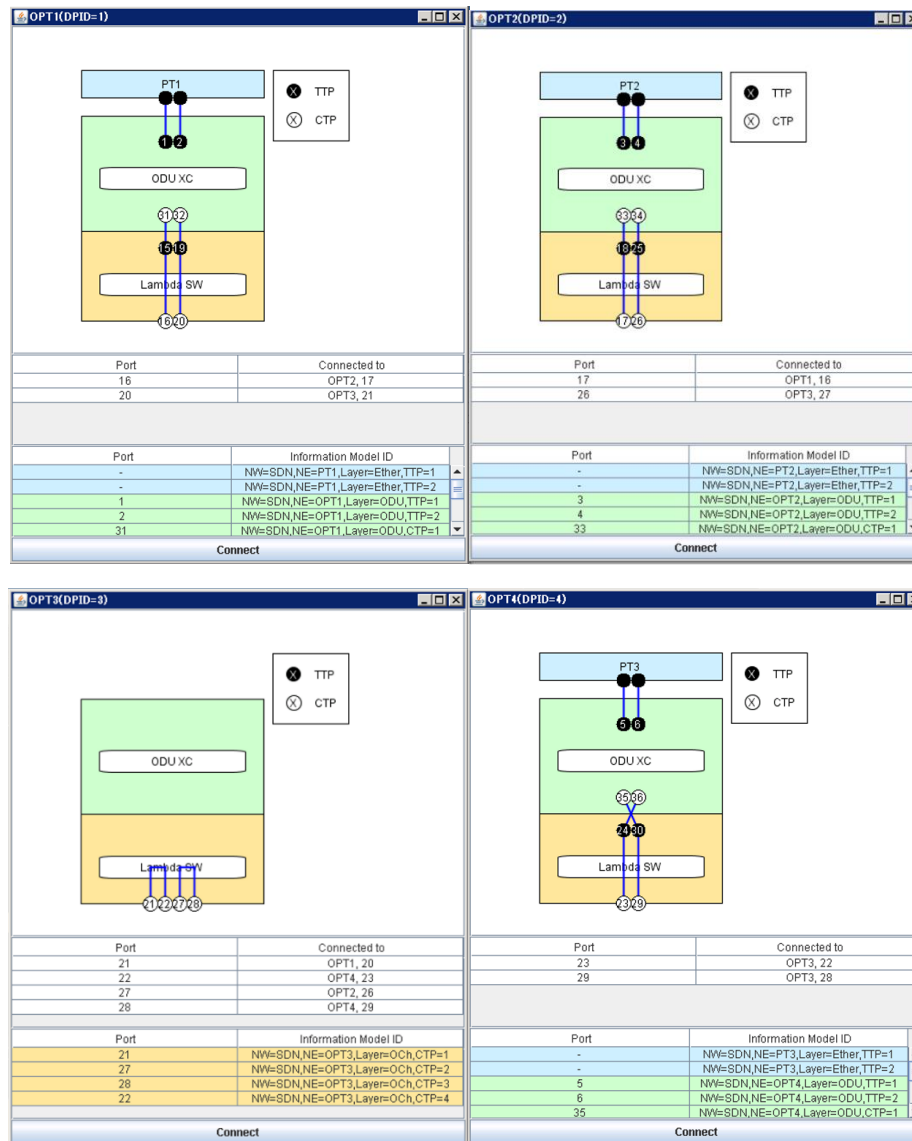 OPT1(DPID=1)
PT1
X TTP
X CTP
1 2
ODU XC
31 32
15 19
Lambda SW
16 20
Port Connected to
16 OPT2, 17
20 OPT3, 21
Port Information Model ID
- NW=SDN,NE=PT1,Layer=Ether,TTP=1
- NW=SDN,NE=PT1,Layer=Ether,TTP=2
1 NW=SDN,NE=OPT1,Layer=ODU,TTP=1
2 NW=SDN,NE=OPT1,Layer=ODU,TTP=2
31 NW=SDN,NE=OPT1,Layer=ODU,CTP=1
Connect
OPT2(DPID=2)
PT2
X TTP
X CTP
3 4
ODU XC
33 34
18 25
Lambda SW
17 26
Port Connected to
17 OPT1, 16
26 OPT3, 27
Port Information Model ID
- NW=SDN,NE=PT2,Layer=Ether,TTP=1
- NW=SDN,NE=PT2,Layer=Ether,TTP=2
3 NW=SDN,NE=OPT2,Layer=ODU,TTP=1
4 NW=SDN,NE=OPT2,Layer=ODU,TTP=2
33 NW=SDN,NE=OPT2,Layer=ODU,CTP=1
Connect
OPT3(DPID=3)
X TTP
X CTP
ODU XC
Lambda SW
21 22 27 28
Port Connected to
21 OPT1, 20
22 OPT4, 23
27 OPT2, 26
28 OPT4, 29
Port Information Model ID
21 NW=SDN,NE=OPT3,Layer=OCh,CTP=1
27 NW=SDN,NE=OPT3,Layer=OCh,CTP=2
28 NW=SDN,NE=OPT3,Layer=OCh,CTP=3
22 NW=SDN,NE=OPT3,Layer=OCh,CTP=4
Connect
OPT4(DPID=4)
PT3
X TTP
X CTP
5 6
ODU XC
35 36
24 30
Lambda SW
23 29
Port Connected to
23 OPT3, 22
29 OPT3, 28
Port Information Model ID
- NW=SDN,NE=PT3,Layer=Ether,TTP=1
- NW=SDN,NE=PT3,Layer=Ether,TTP=2
5 NW=SDN,NE=OPT4,Layer=ODU,TTP=1
6 NW=SDN,NE=OPT4,Layer=ODU,TTP=2
35 NW=SDN,NE=OPT4,Layer=ODU,CTP=1
Connect